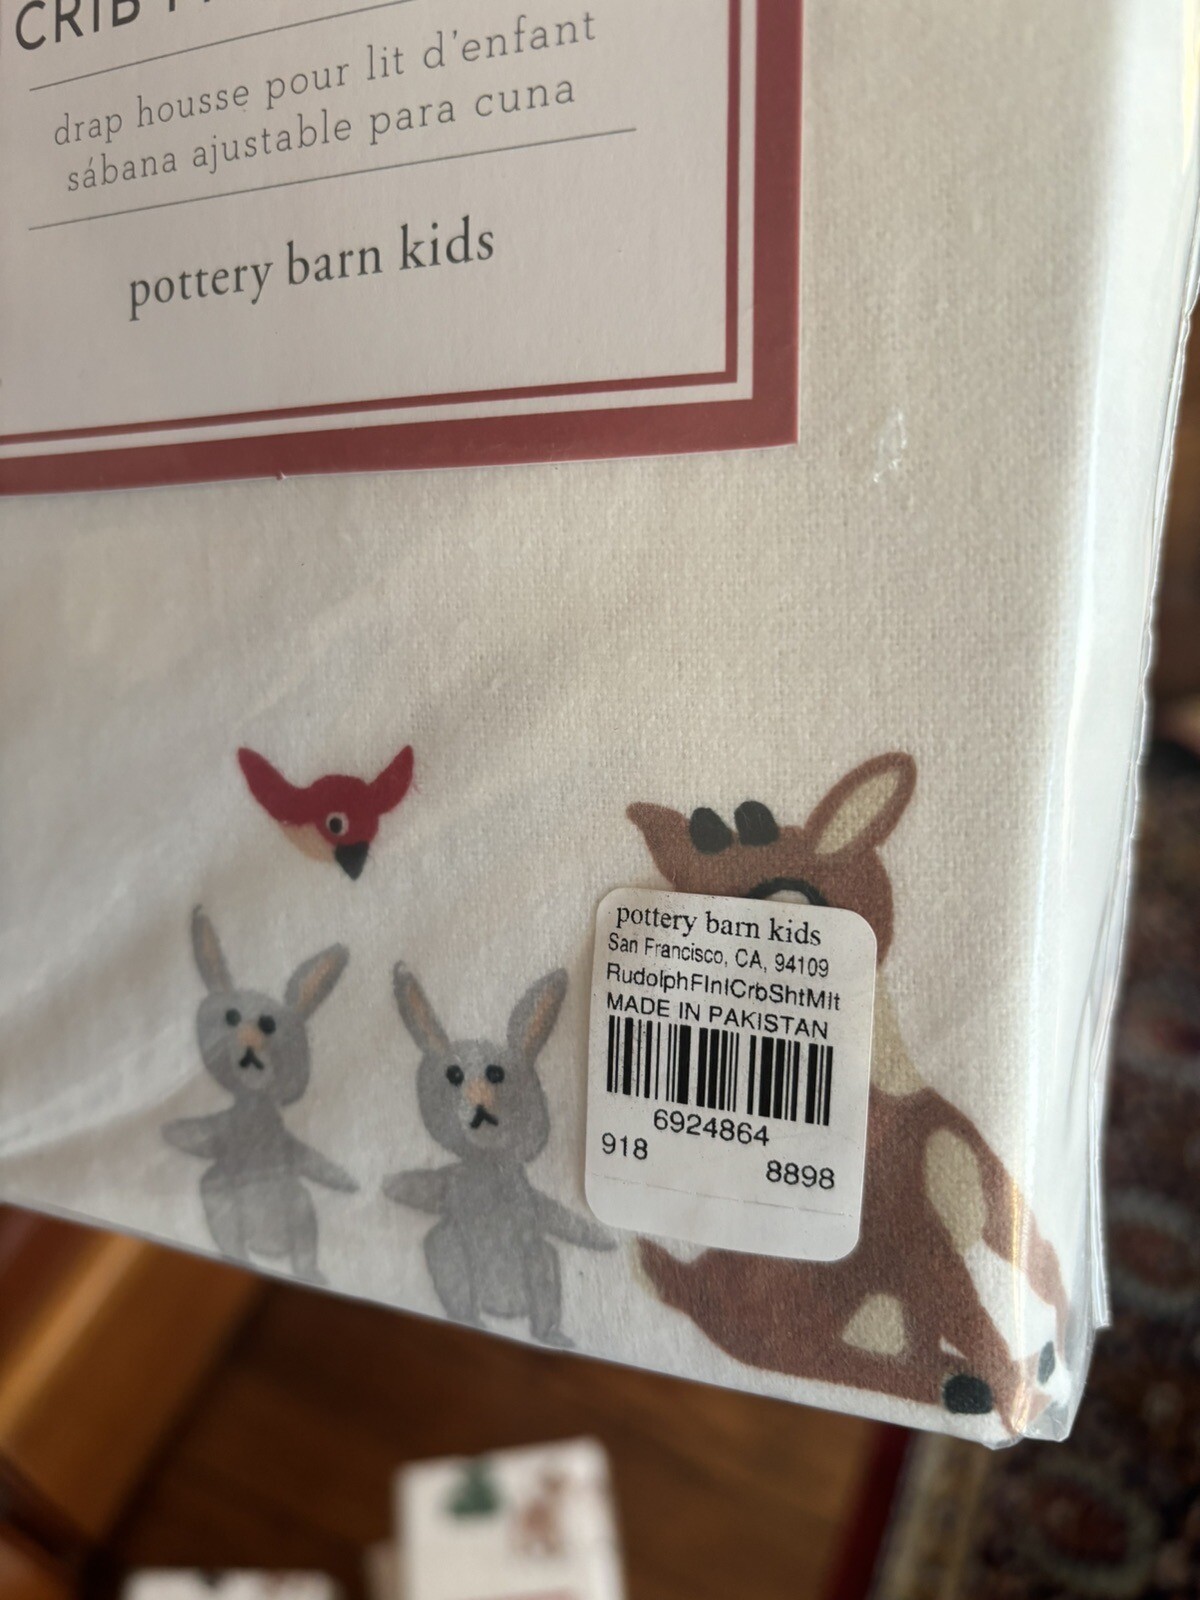 CRIB
drap housse pour lit d'enfant
sábana ajustable para cuna
pottery barn kids
pottery barn kids
San Francisco, CA, 94109
RudolphFlnlCrbShtMlt
MADE IN PAKISTAN
6924864
918
8898